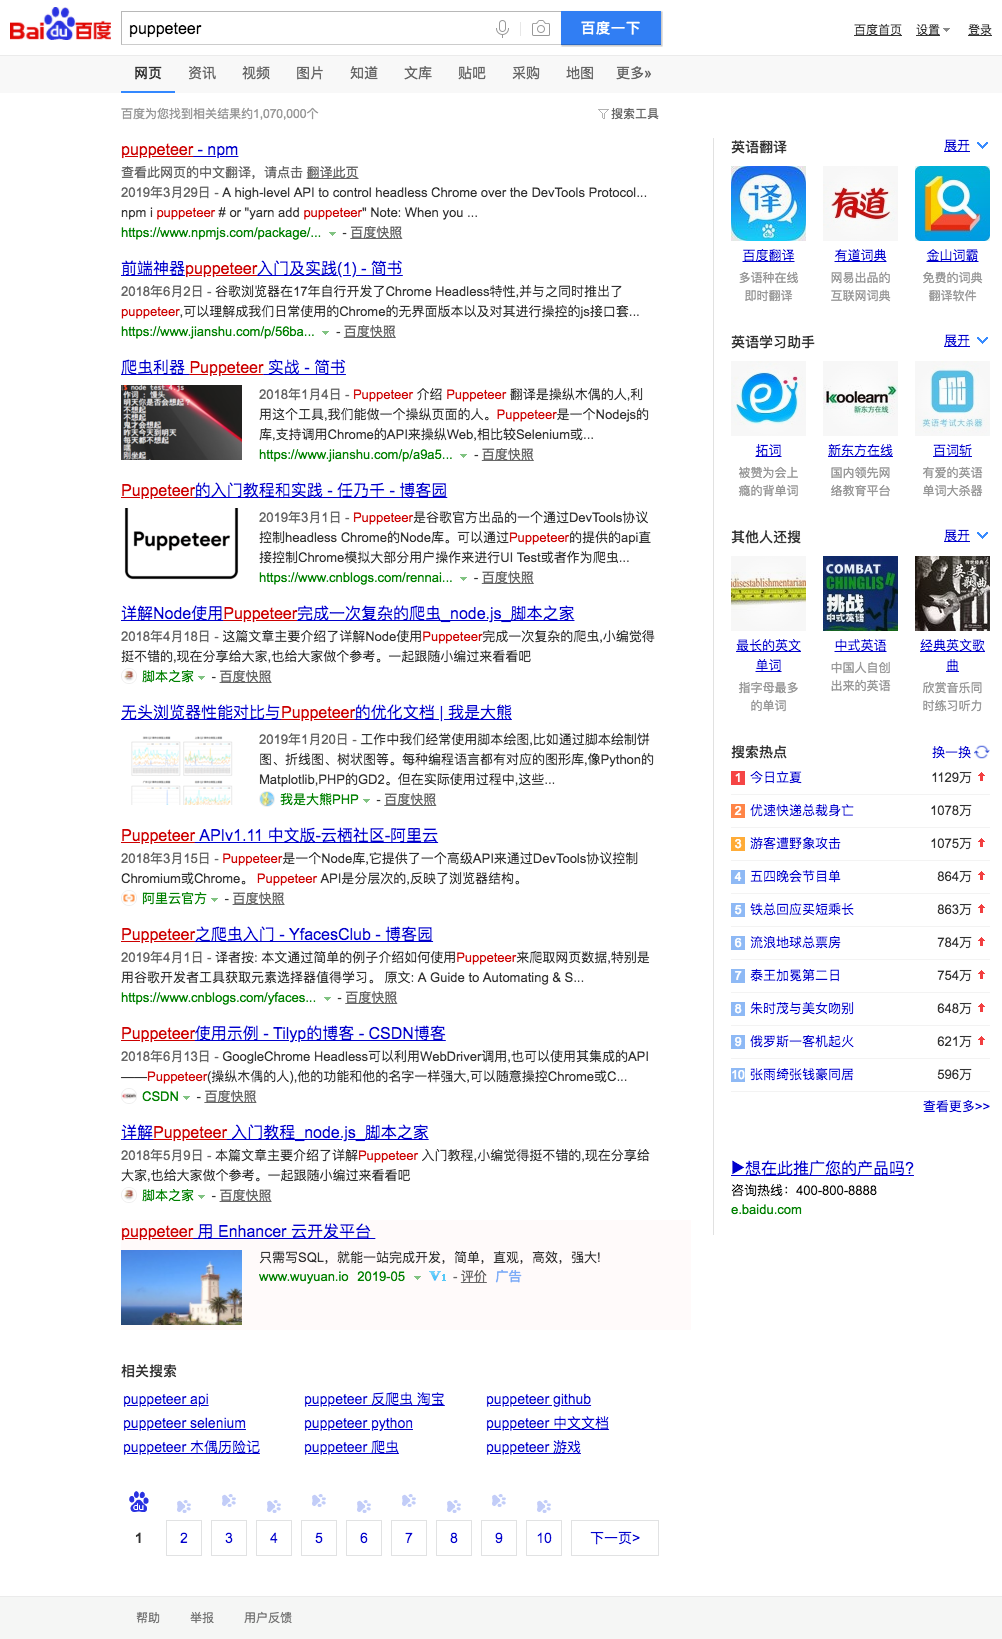 Baidu百度
puppeteer
百度一下
百度首页 设置 登录
网页 资讯 视频 图片 知道 文库 贴吧 采购 地图 更多»
百度为您找到相关结果约1,070,000个
搜索工具
puppeteer - npm
查看此网页的中文翻译，请点击 翻译此页
2019年3月29日 - A high-level API to control headless Chrome over the DevTools Protocol...
npm i puppeteer # or "yarn add puppeteer" Note: When you ...
https://www.npmjs.com/package/... - 百度快照
前端神器puppeteer入门及实践(1) - 简书
2018年6月2日 - 谷歌浏览器在17年自行开发了Chrome Headless特性,并与之同时推出了
puppeteer,可以理解成我们日常使用的Chrome的无界面版本以及对其进行操控的js接口套...
https://www.jianshu.com/p/56ba... - 百度快照
爬虫利器 Puppeteer 实战 - 简书
node test_4.js
作词 : 馒头
明天你是否会想起?
不想起
不想起
鬼才会想起
昨天今天到明天
每天都不想起
嘿
刚坐起
2018年1月4日 - Puppeteer 介绍 Puppeteer 翻译是操纵木偶的人,利
用这个工具,我们能做一个操纵页面的人。Puppeteer是一个Nodejs的
库,支持调用Chrome的API来操纵Web,相比较Selenium或...
https://www.jianshu.com/p/a9a5... - 百度快照
Puppeteer的入门教程和实践 - 任乃千 - 博客园
Puppeteer
2019年3月1日 - Puppeteer是谷歌官方出品的一个通过DevTools协议
控制headless Chrome的Node库。可以通过Puppeteer的提供的api直
接控制Chrome模拟大部分用户操作来进行UI Test或者作为爬虫...
https://www.cnblogs.com/rennai... - 百度快照
详解Node使用Puppeteer完成一次复杂的爬虫_node.js_脚本之家
2018年4月18日 - 这篇文章主要介绍了详解Node使用Puppeteer完成一次复杂的爬虫,小编觉得
挺不错的,现在分享给大家,也给大家做个参考。一起跟随小编过来看看吧
脚本之家 - 百度快照
无头浏览器性能对比与Puppeteer的优化文档 | 我是大熊
2019年1月20日 - 工作中我们经常使用脚本绘图,比如通过脚本绘制饼
图、折线图、树状图等。每种编程语言都有对应的图形库,像Python的
Matplotlib,PHP的GD2。但在实际使用过程中,这些...
我是大熊PHP - 百度快照
Puppeteer APIv1.11 中文版-云栖社区-阿里云
2018年3月15日 - Puppeteer是一个Node库,它提供了一个高级API来通过DevTools协议控制
Chromium或Chrome。 Puppeteer API是分层次的,反映了浏览器结构。
阿里云官方 - 百度快照
Puppeteer之爬虫入门 - YfacesClub - 博客园
2019年4月1日 - 译者按: 本文通过简单的例子介绍如何使用Puppeteer来爬取网页数据,特别是
用谷歌开发者工具获取元素选择器值得学习。 原文: A Guide to Automating & S...
https://www.cnblogs.com/yfaces... - 百度快照
Puppeteer使用示例 - Tilyp的博客 - CSDN博客
2018年6月13日 - GoogleChrome Headless可以利用WebDriver调用,也可以使用其集成的API
——Puppeteer(操纵木偶的人),他的功能和他的名字一样强大,可以随意操控Chrome或C...
CSDN - 百度快照
详解Puppeteer 入门教程_node.js_脚本之家
2018年5月9日 - 本篇文章主要介绍了详解Puppeteer 入门教程,小编觉得挺不错的,现在分享给
大家,也给大家做个参考。一起跟随小编过来看看吧
脚本之家 - 百度快照
puppeteer 用 Enhancer 云开发平台
只需写SQL，就能一站完成开发，简单，直观，高效，强大!
www.wuyuan.io 2019-05 V1 - 评价 广告
相关搜索
puppeteer api puppeteer 反爬虫 淘宝 puppeteer github
puppeteer selenium puppeteer python puppeteer 中文文档
puppeteer 木偶历险记 puppeteer 爬虫 puppeteer 游戏
du
1 2 3 4 5 6 7 8 9 10 下一页>
英语翻译 展开
译 有道
百度翻译 有道词典 金山词霸
多语种在线 网易出品的 免费的词典
即时翻译 互联网词典 翻译软件
英语学习助手 展开
koolearn
新东方在线
英语考试大杀器
拓词 新东方在线 百词斩
被赞为会上 国内领先网 有爱的英语
瘾的背单词 络教育平台 单词大杀器
其他人还搜 展开
disestablishmentarian
COMBAT
CHINGLISH
挑战
中式英语
英文
歌曲
最长的英文 中式英语 经典英文歌
单词 曲
指字母最多 中国人自创 欣赏音乐同
的单词 出来的英语 时练习听力
搜索热点 换一换
1 今日立夏 1129万
2 优速快递总裁身亡 1078万
3 游客遭野象攻击 1075万
4 五四晚会节目单 864万
5 铁总回应买短乘长 863万
6 流浪地球总票房 784万
7 泰王加冕第二日 754万
8 朱时茂与美女吻别 648万
9 俄罗斯一客机起火 621万
10 张雨绮张钱豪同居 596万
查看更多>>
▶想在此推广您的产品吗?
咨询热线：400-800-8888
e.baidu.com
帮助 举报 用户反馈